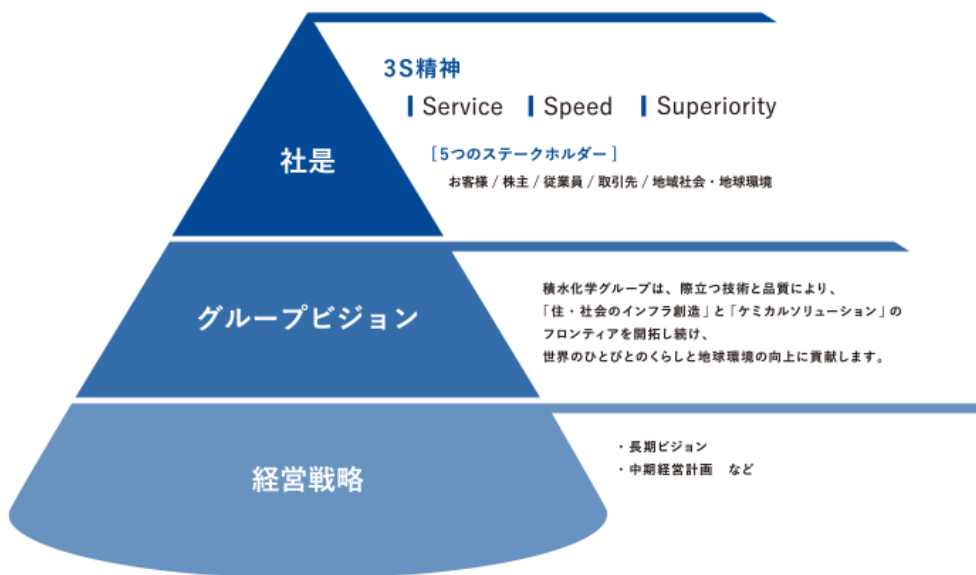 3S精神
Service Speed Superiority
社是
[5つのステークホルダー]
お客様 / 株主 / 従業員 / 取引先 / 地域社会・地球環境
グループビジョン
積水化学グループは、際立つ技術と品質により、
「住・社会のインフラ創造」と「ケミカルソリューション」の
フロンティアを開拓し続け、
世界のひとびとのくらしと地球環境の向上に貢献します。
経営戦略
・長期ビジョン
・中期経営計画 など